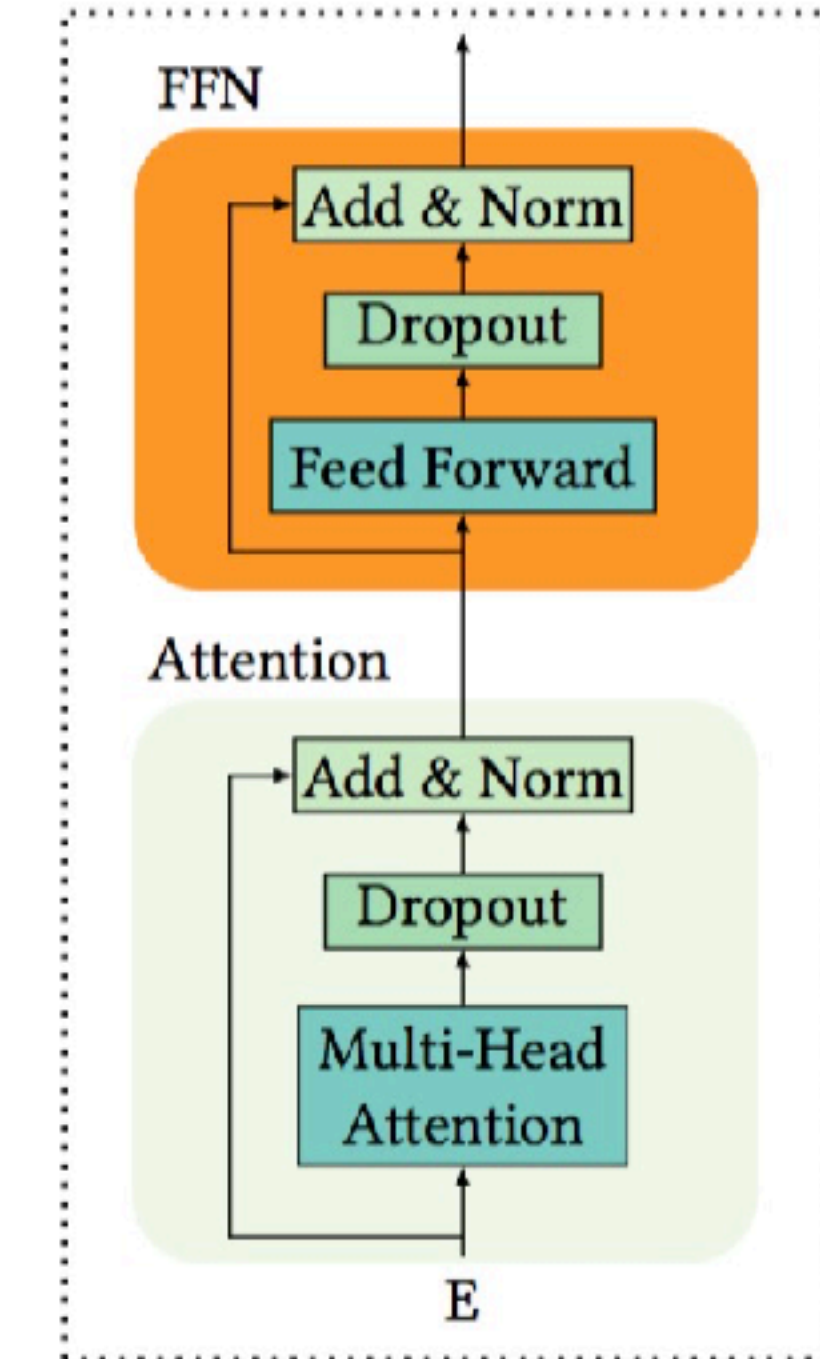 FFN
Add & Norm
Dropout
Feed Forward
Attention
Add & Norm
Dropout
Multi-Head
Attention
E